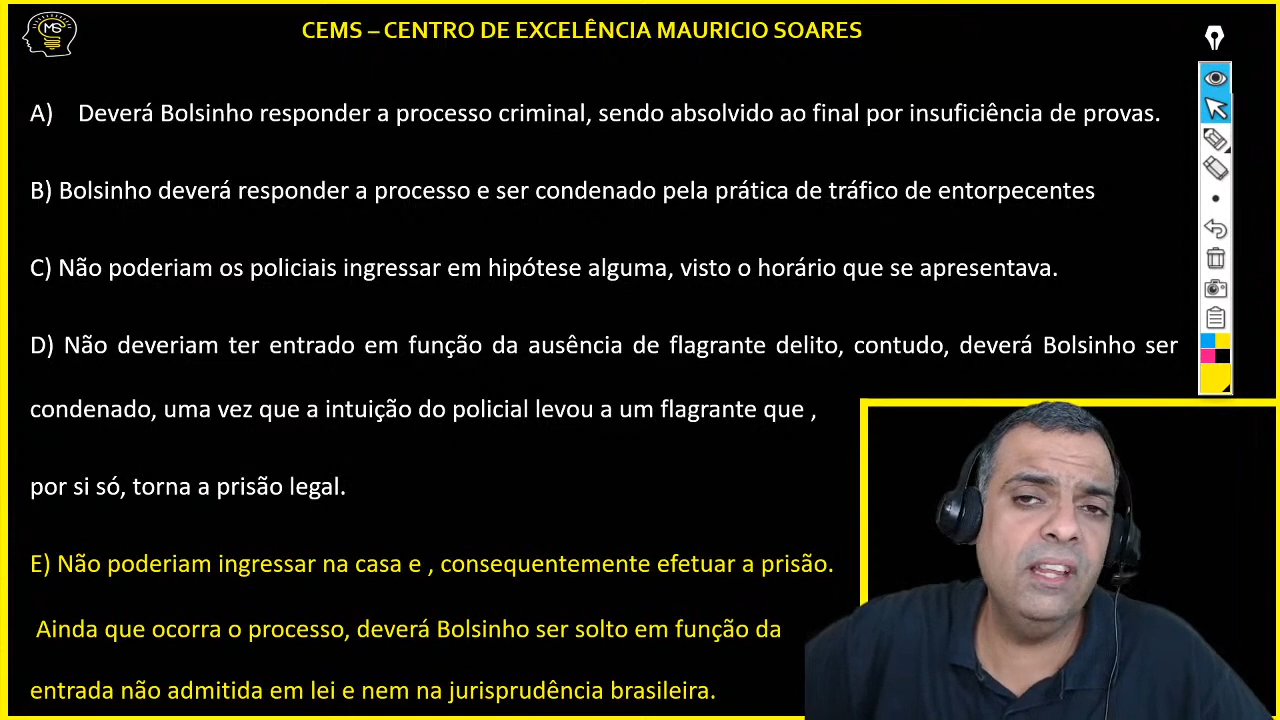 MS
CEMS – CENTRO DE EXCELÊNCIA MAURICIO SOARES
A) Deverá Bolsinho responder a processo criminal, sendo absolvido ao final por insuficiência de provas.
B) Bolsinho deverá responder a processo e ser condenado pela prática de tráfico de entorpecentes
C) Não poderiam os policiais ingressar em hipótese alguma, visto o horário que se apresentava.
D) Não deveriam ter entrado em função da ausência de flagrante delito, contudo, deverá Bolsinho ser
condenado, uma vez que a intuição do policial levou a um flagrante que ,
por si só, torna a prisão legal.
E) Não poderiam ingressar na casa e , consequentemente efetuar a prisão.
Ainda que ocorra o processo, deverá Bolsinho ser solto em função da
entrada não admitida em lei e nem na jurisprudência brasileira.